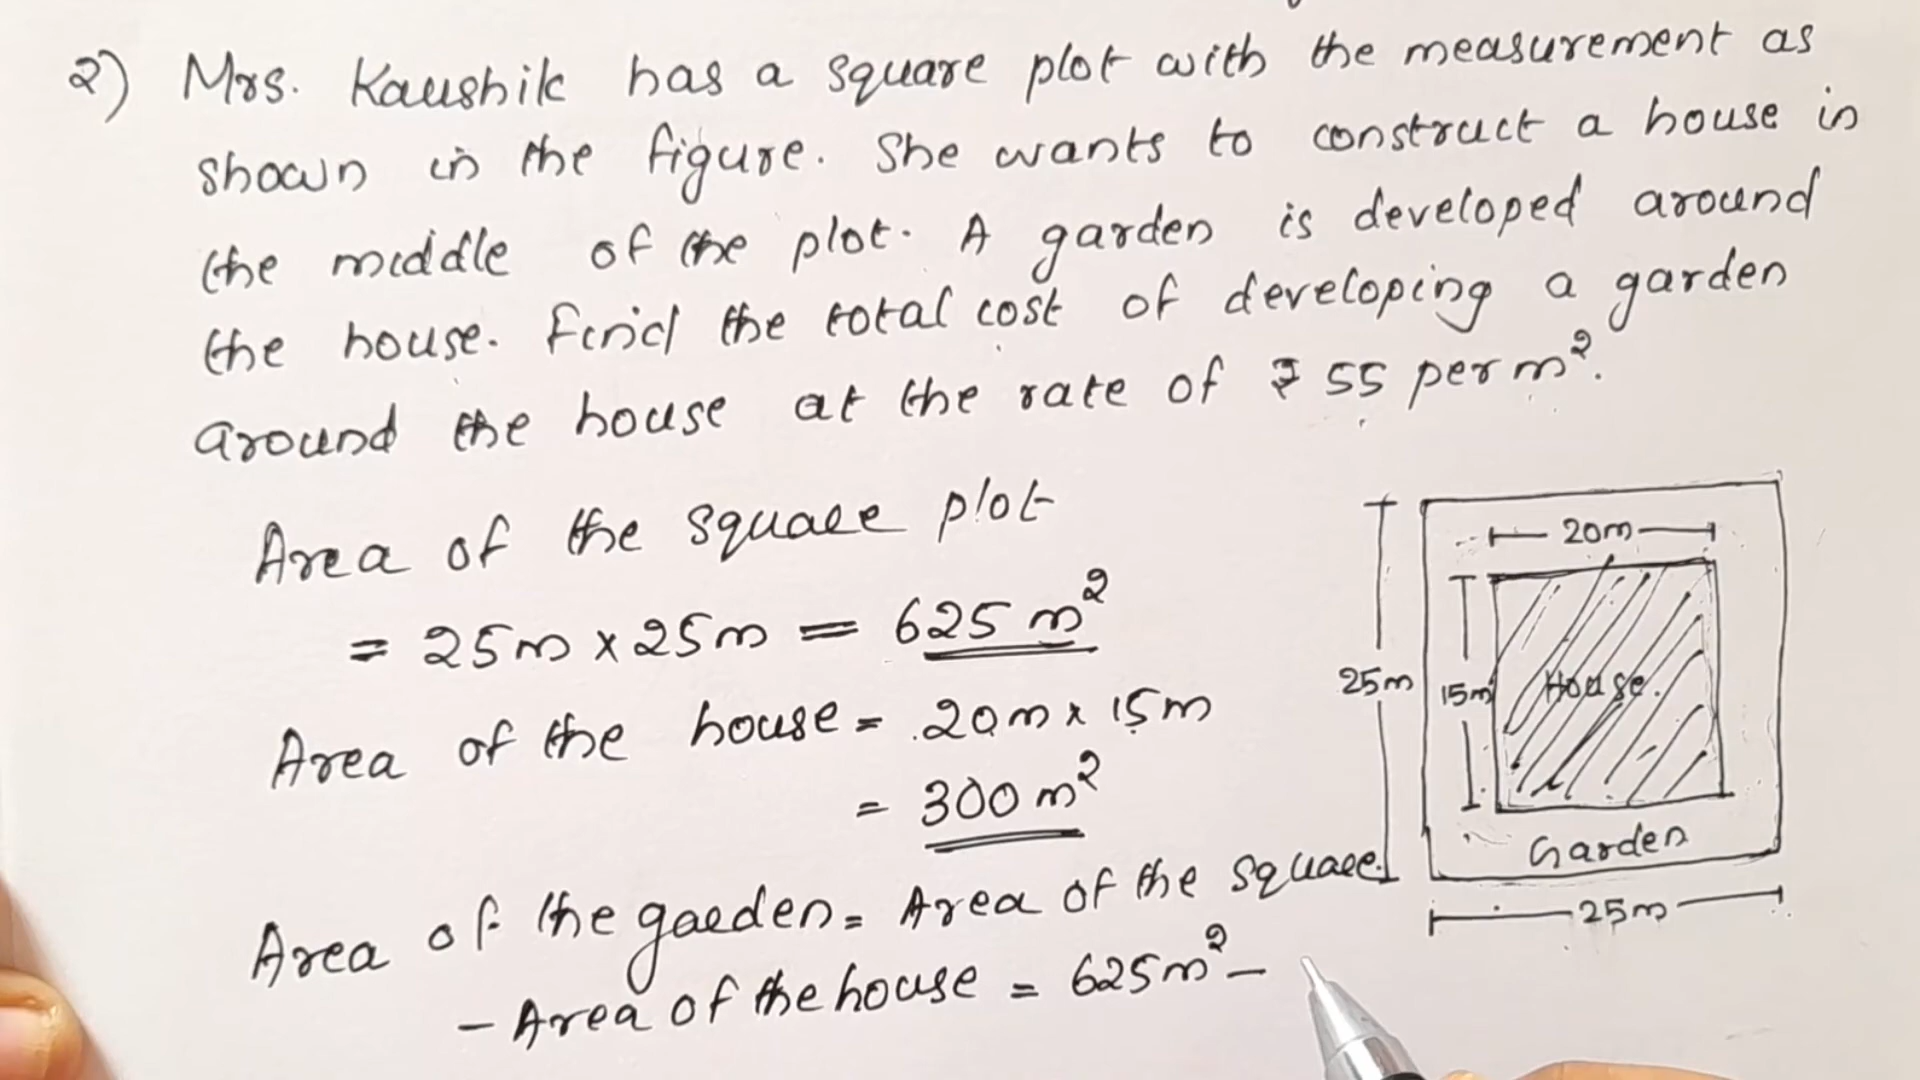 2) Mrs. Kaushik has a square plot with the measurement as
shown in the figure. She wants to construct a house in
the middle of the plot. A garden is developed around
the house. Find the total cost of developing a garden
around the house at the rate of ₹ 55 per m².
Area of the square plot
= 25m x 25m = 625 m²
Area of the house = 20m x 15m
= 300 m²
Area of the garden = Area of the square
- Area of the house = 625m² -
20m
25m
15m
House.
Garden
25m